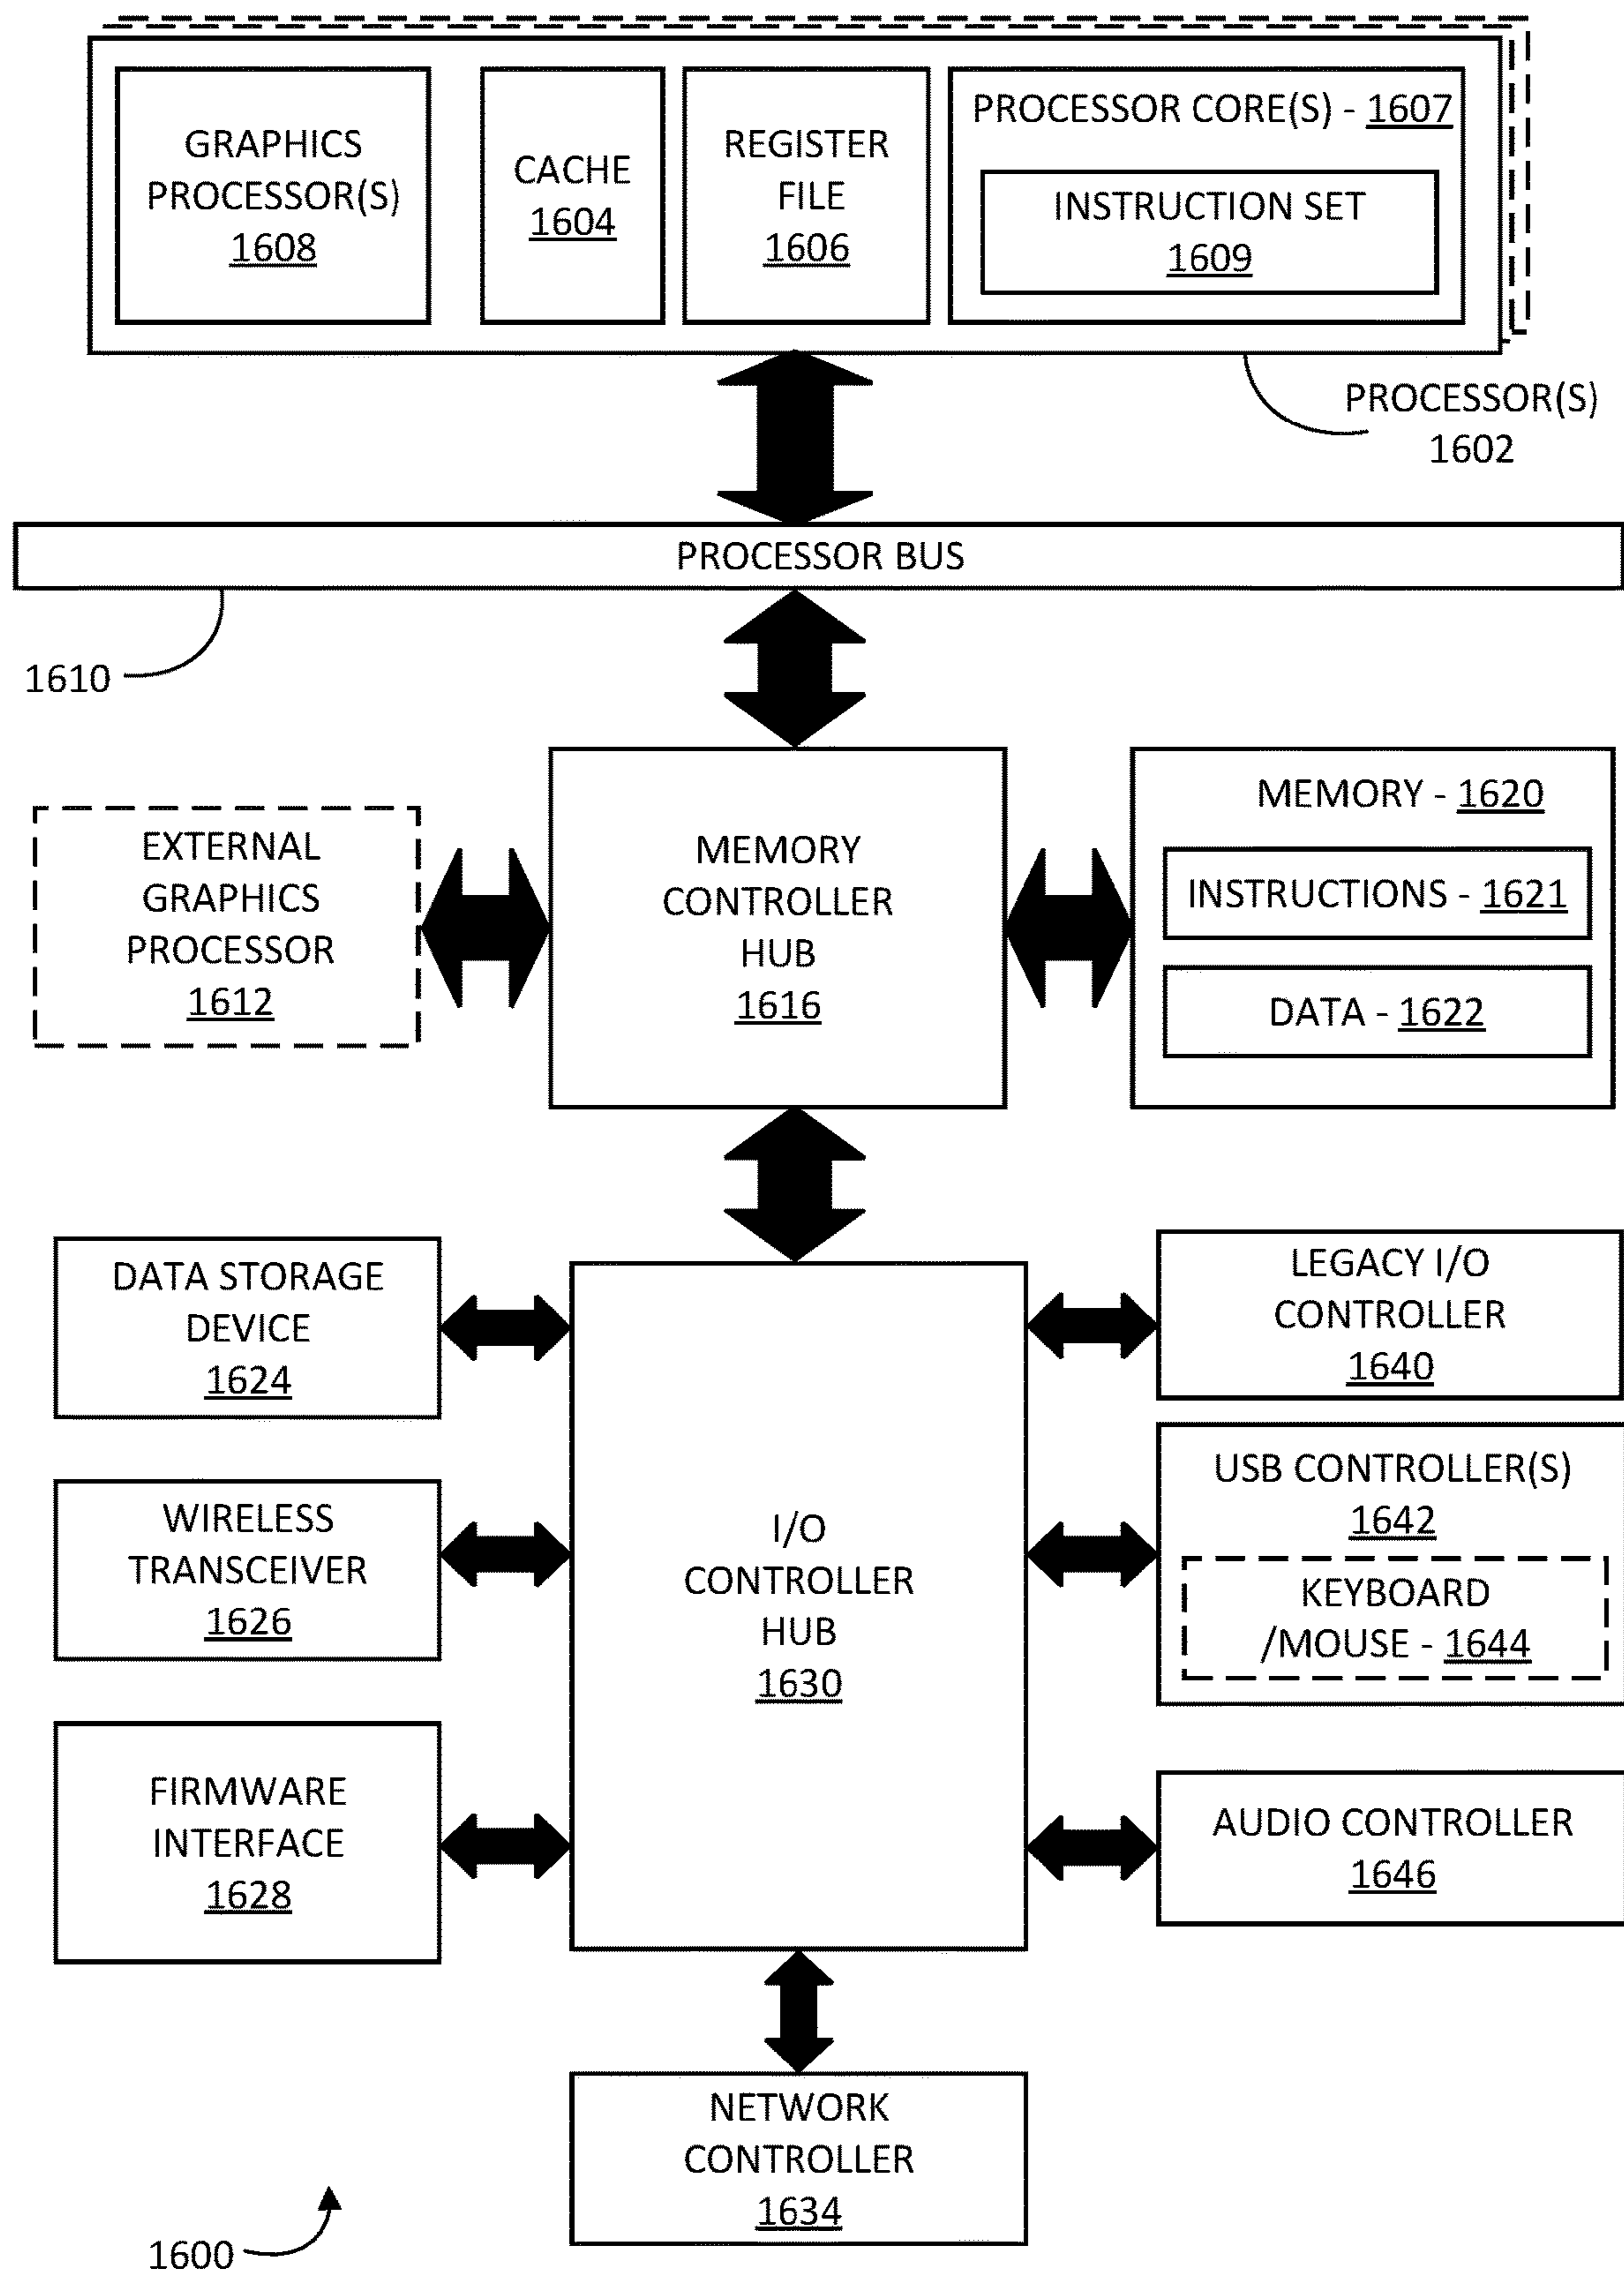 GRAPHICS
PROCESSOR(S)
1608
CACHE
1604
REGISTER
FILE
1606
PROCESSOR CORE(S) - 1607
INSTRUCTION SET
1609
PROCESSOR(S)
1602
PROCESSOR BUS
1610
EXTERNAL
GRAPHICS
PROCESSOR
1612
MEMORY
CONTROLLER
HUB
1616
MEMORY - 1620
INSTRUCTIONS - 1621
DATA - 1622
DATA STORAGE
DEVICE
1624
WIRELESS
TRANSCEIVER
1626
FIRMWARE
INTERFACE
1628
I/O
CONTROLLER
HUB
1630
LEGACY I/O
CONTROLLER
1640
USB CONTROLLER(S)
1642
KEYBOARD
/MOUSE - 1644
AUDIO CONTROLLER
1646
NETWORK
CONTROLLER
1634
1600